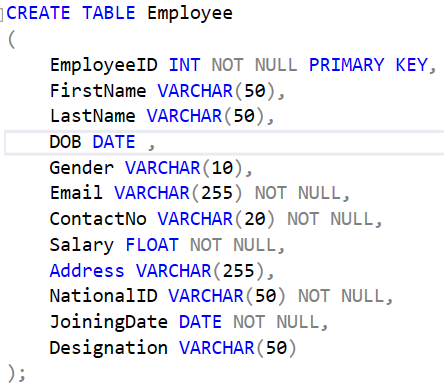 CREATE TABLE Employee
(
EmployeeID INT NOT NULL PRIMARY KEY,
FirstName VARCHAR(50),
LastName VARCHAR(50),
DOB DATE ,
Gender VARCHAR(10),
Email VARCHAR(255) NOT NULL,
ContactNo VARCHAR(20) NOT NULL,
Salary FLOAT NOT NULL,
Address VARCHAR(255),
NationalID VARCHAR(50) NOT NULL,
JoiningDate DATE NOT NULL,
Designation VARCHAR(50)
);